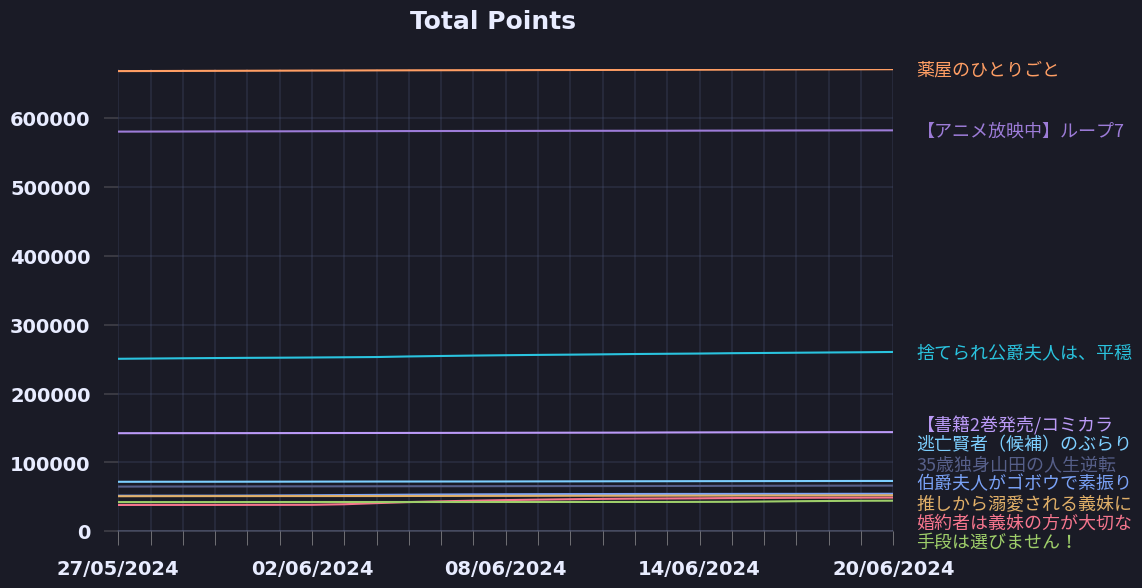 Total Points
薬屋のひとりごと
600000
【アニメ放映中】ループ7
500000
400000
300000
捨てられ公爵夫人は、平穏
200000
【書籍2巻発売/コミカラ
逃亡賢者（候補）のぶらり
100000
35歳独身山田の人生逆転
伯爵夫人がゴボウで素振り
推しから溺愛される義妹に
婚約者は義妹の方が大切な
0
手段は選びません！
27/05/2024 02/06/2024 08/06/2024 14/06/2024 20/06/2024